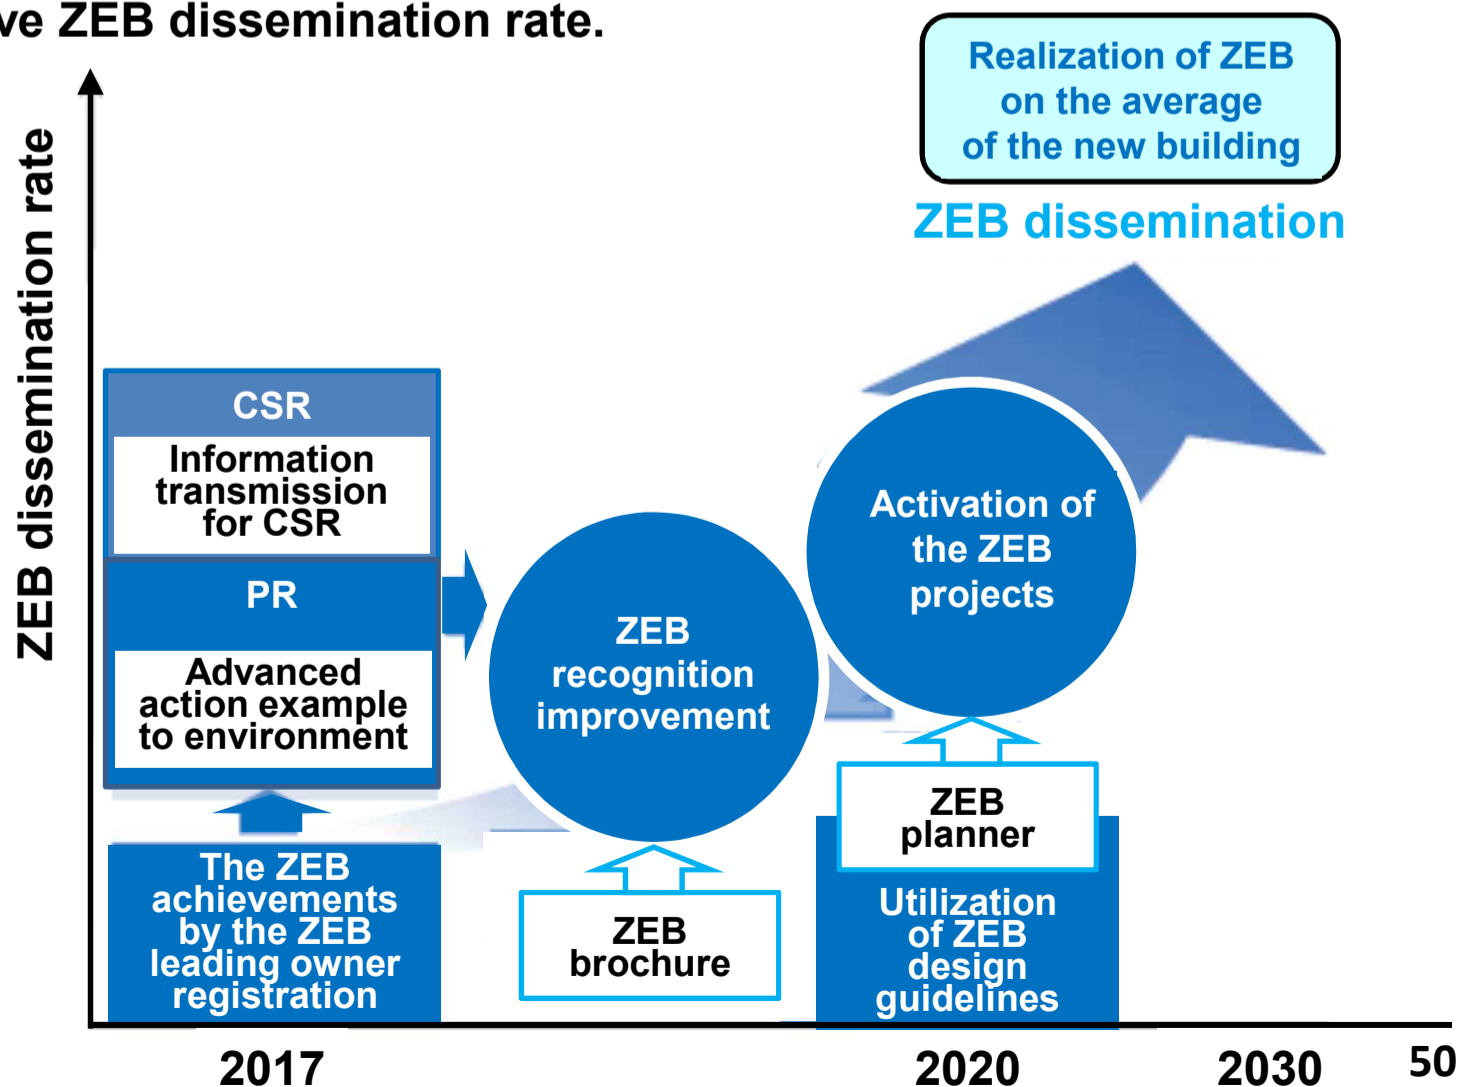 ve ZEB dissemination rate.
Realization of ZEB
on the average
of the new building
ZEB dissemination
ZEB dissemination rate
CSR
Information
transmission
for CSR
PR
Advanced
action example
to environment
The ZEB
achievements
by the ZEB
leading owner
registration
ZEB
recognition
improvement
ZEB
brochure
Activation of
the ZEB
projects
ZEB
planner
Utilization
of ZEB
design
guidelines
2017
2020
2030
50